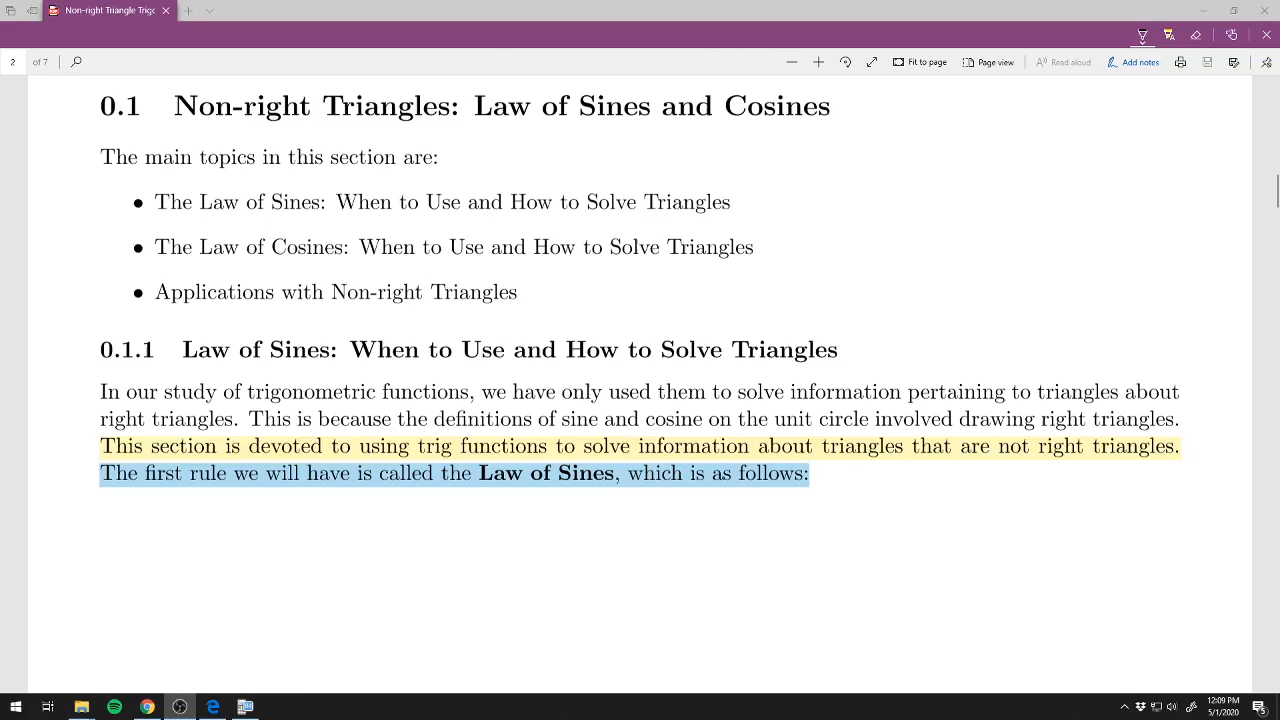 Non-right Triangle Trig
2 of 7
Fit to page
Page view
Read aloud
Add notes
0.1 Non-right Triangles: Law of Sines and Cosines
The main topics in this section are:
• The Law of Sines: When to Use and How to Solve Triangles
• The Law of Cosines: When to Use and How to Solve Triangles
• Applications with Non-right Triangles
0.1.1 Law of Sines: When to Use and How to Solve Triangles
In our study of trigonometric functions, we have only used them to solve information pertaining to triangles about
right triangles. This is because the definitions of sine and cosine on the unit circle involved drawing right triangles.
This section is devoted to using trig functions to solve information about triangles that are not right triangles.
The first rule we will have is called the Law of Sines, which is as follows:
12:09 PM
5/1/2020